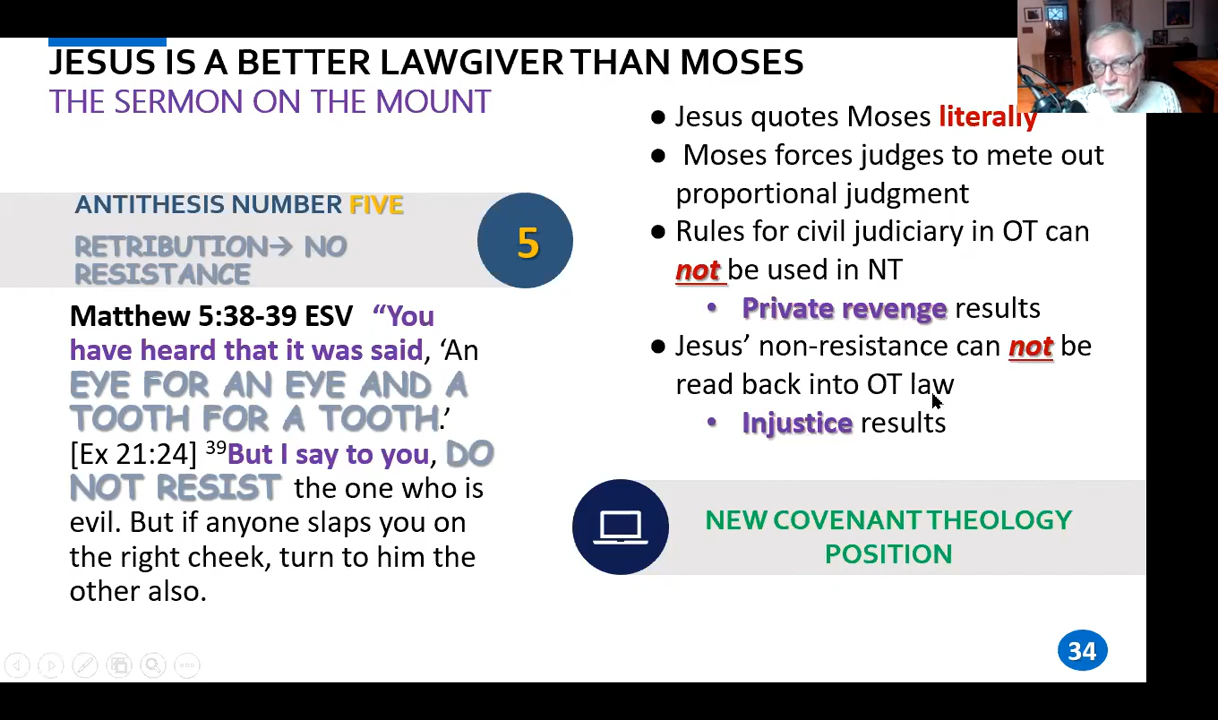 JESUS IS A BETTER LAWGIVER THAN MOSES
THE SERMON ON THE MOUNT
ANTITHESIS NUMBER FIVE
RETRIBUTION→ NO
RESISTANCE
5
Matthew 5:38-39 ESV “You
have heard that it was said, ‘An
EYE FOR AN EYE AND A
TOOTH FOR A TOOTH.’
[Ex 21:24] ³⁹But I say to you, DO
NOT RESIST the one who is
evil. But if anyone slaps you on
the right cheek, turn to him the
other also.
● Jesus quotes Moses literally
● Moses forces judges to mete out
proportional judgment
● Rules for civil judiciary in OT can
not be used in NT
• Private revenge results
● Jesus’ non-resistance can not be
read back into OT law
• Injustice results
NEW COVENANT THEOLOGY
POSITION
34